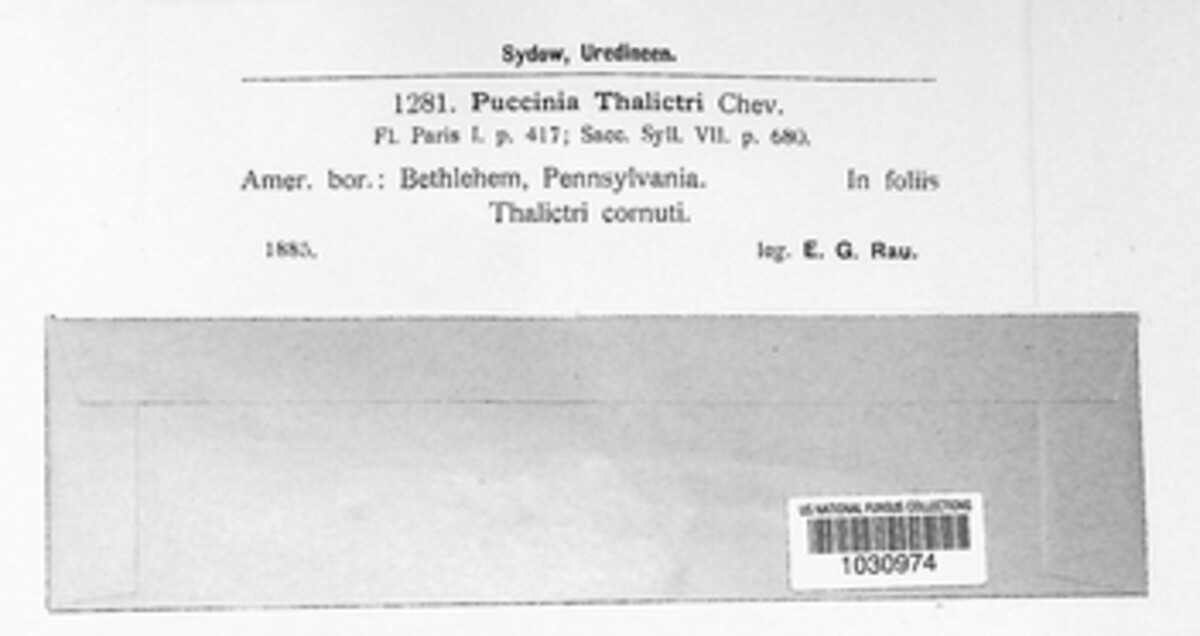 Sydow, Uredineen.
1281. Puccinia Thalictri Chev.
Fl. Paris I. p. 417; Sacc. Syll. VII. p. 680.
Amer. bor.: Bethlehem, Pennsylvania. In foliis
Thalictri cornuti.
1885. leg. E. G. Rau.
US NATIONAL FUNGUS COLLECTIONS
1030974